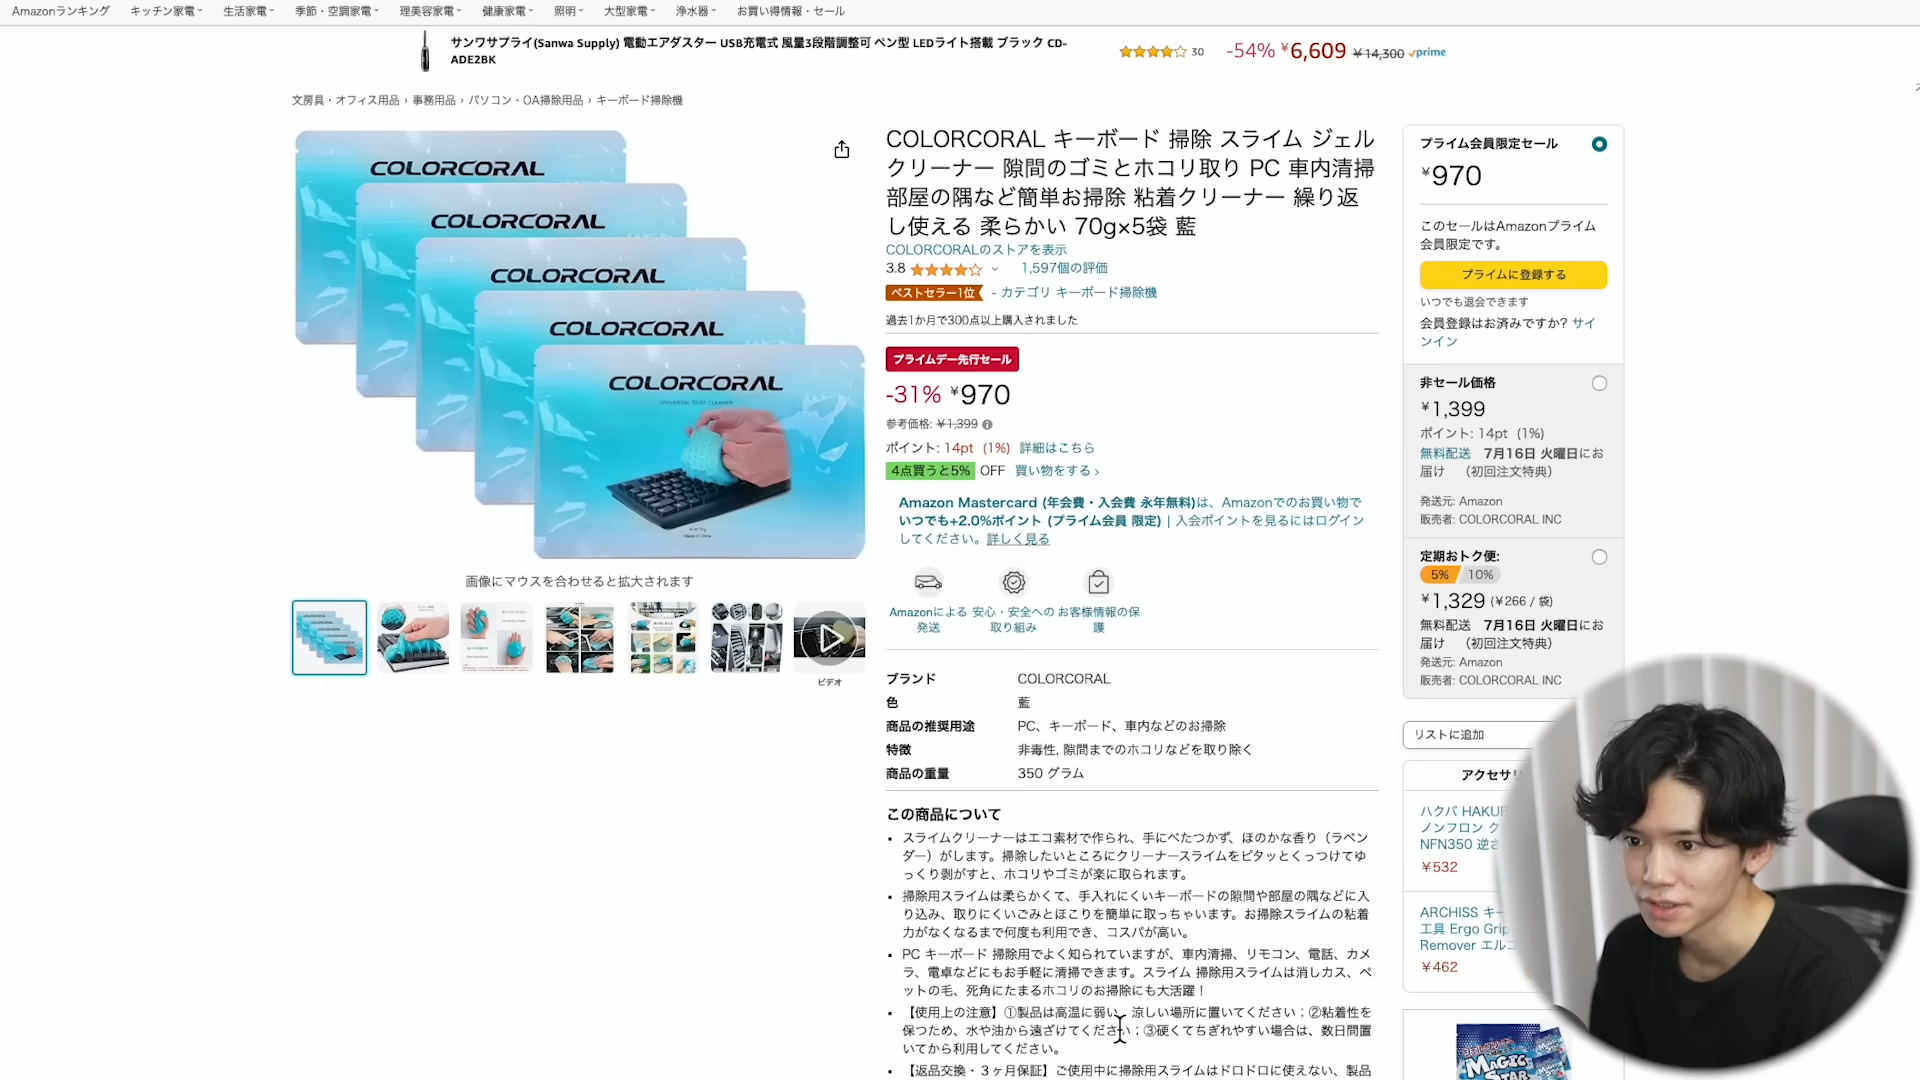 Amazonランキング キッチン家電 生活家電 季節・空調家電 理美容家電 健康家電 照明 大型家電 浄水器 お買い得情報・セール
サンワサプライ(Sanwa Supply) 電動エアダスター USB充電式 風量3段階調整可 ペン型 LEDライト搭載 ブラック CD-
ADE2BK
30 -54% ¥6,609 ¥14,300 prime
文房具・オフィス用品 › 事務用品 › パソコン・OA掃除用品 › キーボード掃除機
COLORCORAL
COLORCORAL
COLORCORAL
COLORCORAL
COLORCORAL
UNIVERSAL DUST CLEANER
Made in China
画像にマウスを合わせると拡大されます
ビデオ
COLORCORAL キーボード 掃除 スライム ジェル
クリーナー 隙間のゴミとホコリ取り PC 車内清掃
部屋の隅など簡単お掃除 粘着クリーナー 繰り返
し使える 柔らかい 70g×5袋 藍
COLORCORALのストアを表示
3.8 1,597個の評価
ベストセラー1位 - カテゴリ キーボード掃除機
過去1か月で300点以上購入されました
プライムデー先行セール
-31% ¥970
参考価格: ¥1,399
ポイント: 14pt (1%) 詳細はこちら
4点買うと5% OFF 買い物をする ›
Amazon Mastercard (年会費・入会費 永年無料)は、Amazonでのお買い物で
いつでも+2.0%ポイント (プライム会員 限定) | 入会ポイントを見るにはログイン
してください。詳しく見る
Amazonによる
発送
安心・安全への
取り組み
お客様情報の保
護
ブランド COLORCORAL
色 藍
商品の推奨用途 PC、キーボード、車内などのお掃除
特徴 非毒性, 隙間までのホコリなどを取り除く
商品の重量 350 グラム
この商品について
スライムクリーナーはエコ素材で作られ、手にべたつかず、ほのかな香り（ラベン
ダー）がします。掃除したいところにクリーナースライムをピタッとくっつけてゆ
っくり剥がすと、ホコリやゴミが楽に取られます。
掃除用スライムは柔らかくて、手入れにくいキーボードの隙間や部屋の隅などに入
り込み、取りにくいごみとほこりを簡単に取っちゃいます。お掃除スライムの粘着
力がなくなるまで何度も利用でき、コスパが高い。
PC キーボード 掃除用でよく知られていますが、車内清掃、リモコン、電話、カメ
ラ、電卓などにもお手軽に清掃できます。スライム 掃除用スライムは消しカス、ペ
ットの毛、死角にたまるホコリのお掃除にも大活躍！
【使用上の注意】①製品は高温に弱い、涼しい場所に置いてください；②粘着性を
保つため、水や油から遠ざけてください；③硬くてちぎれやすい場合は、数日間置
いてから利用してください。
【返品交換・３ヶ月保証】ご使用中に掃除用スライムはドロドロに使えない、製品
プライム会員限定セール
¥970
このセールはAmazonプライム
会員限定です。
プライムに登録する
いつでも退会できます
会員登録はお済みですか? サイ
ンイン
非セール価格
¥1,399
ポイント: 14pt (1%)
無料配送 7月16日 火曜日にお
届け （初回注文特典）
発送元: Amazon
販売者: COLORCORAL INC
定期おトク便:
5% 10%
¥1,329 (¥266 / 袋)
無料配送 7月16日 火曜日にお
届け （初回注文特典）
発送元: Amazon
販売者: COLORCORAL INC
リストに追加
アクセサリ
ハクバ HAKUB
ノンフロン ク
NFN350 逆さ
¥532
ARCHISS キー
工具 Ergo Grip
Remover エルゴ
¥462
MAGIC
STAR